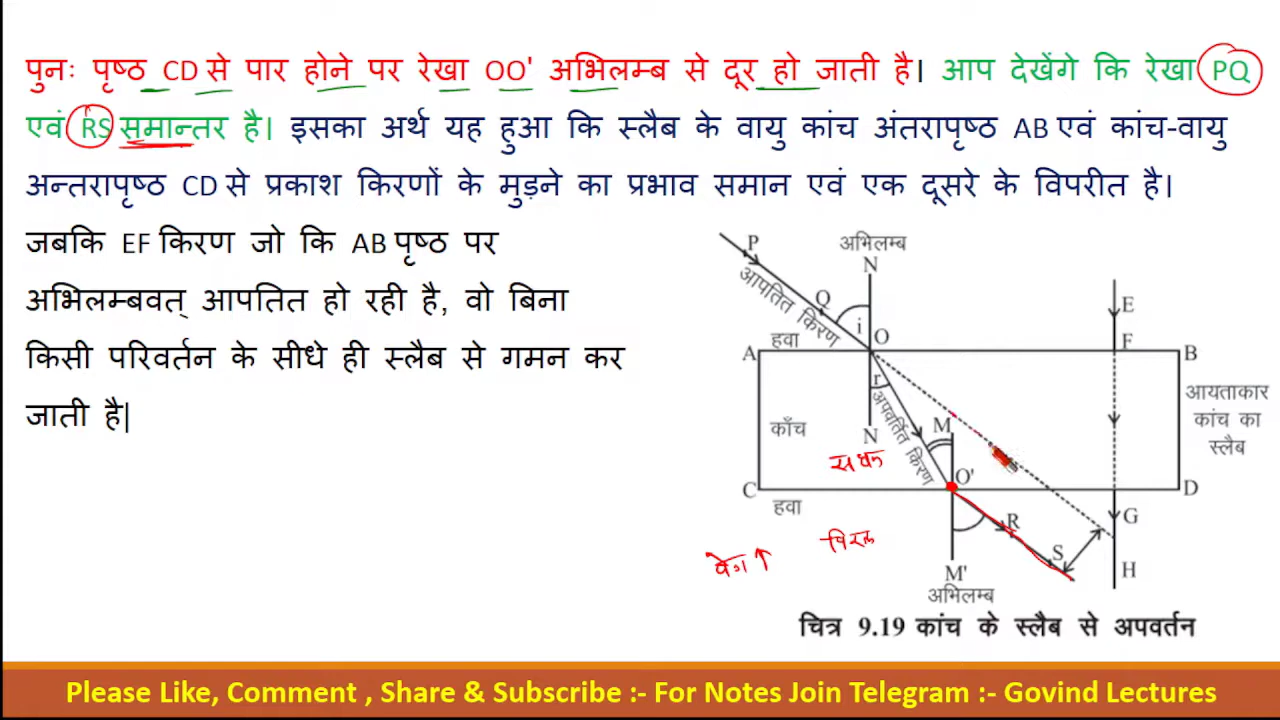 पुनः पृष्ठ CD से पार होने पर रेखा OO' अभिलम्ब से दूर हो जाती है। आप देखेंगे कि रेखा PQ
एवं RS समान्तर है। इसका अर्थ यह हुआ कि स्लैब के वायु कांच अंतरापृष्ठ AB एवं कांच-वायु
अन्तरापृष्ठ CD से प्रकाश किरणों के मुड़ने का प्रभाव समान एवं एक दूसरे के विपरीत है।
जबकि EF किरण जो कि AB पृष्ठ पर
अभिलम्बवत् आपतित हो रही है, वो बिना
किसी परिवर्तन के सीधे ही स्लैब से गमन कर
जाती है|
P
अभिलम्ब
N
आपतित किरण
Q
i
E
हवा
O
F
A
B
r
अपवर्तित किरण
आयताकार
कांच का
स्लैब
काँच
N
M
सघन
O'
C
D
हवा
G
R
विरल
वेग ↑
S
M'
H
अभिलम्ब
चित्र 9.19 कांच के स्लैब से अपवर्तन
Please Like, Comment , Share & Subscribe :- For Notes Join Telegram :- Govind Lectures